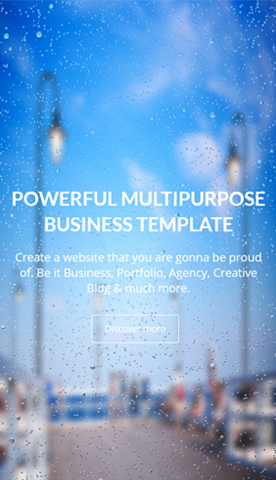 POWERFUL MULTIPURPOSE
BUSINESS TEMPLATE
Create a website that you are gonna be proud
of. Be it Business, Portfolio, Agency, Creative
Blog & much more.
Discover more